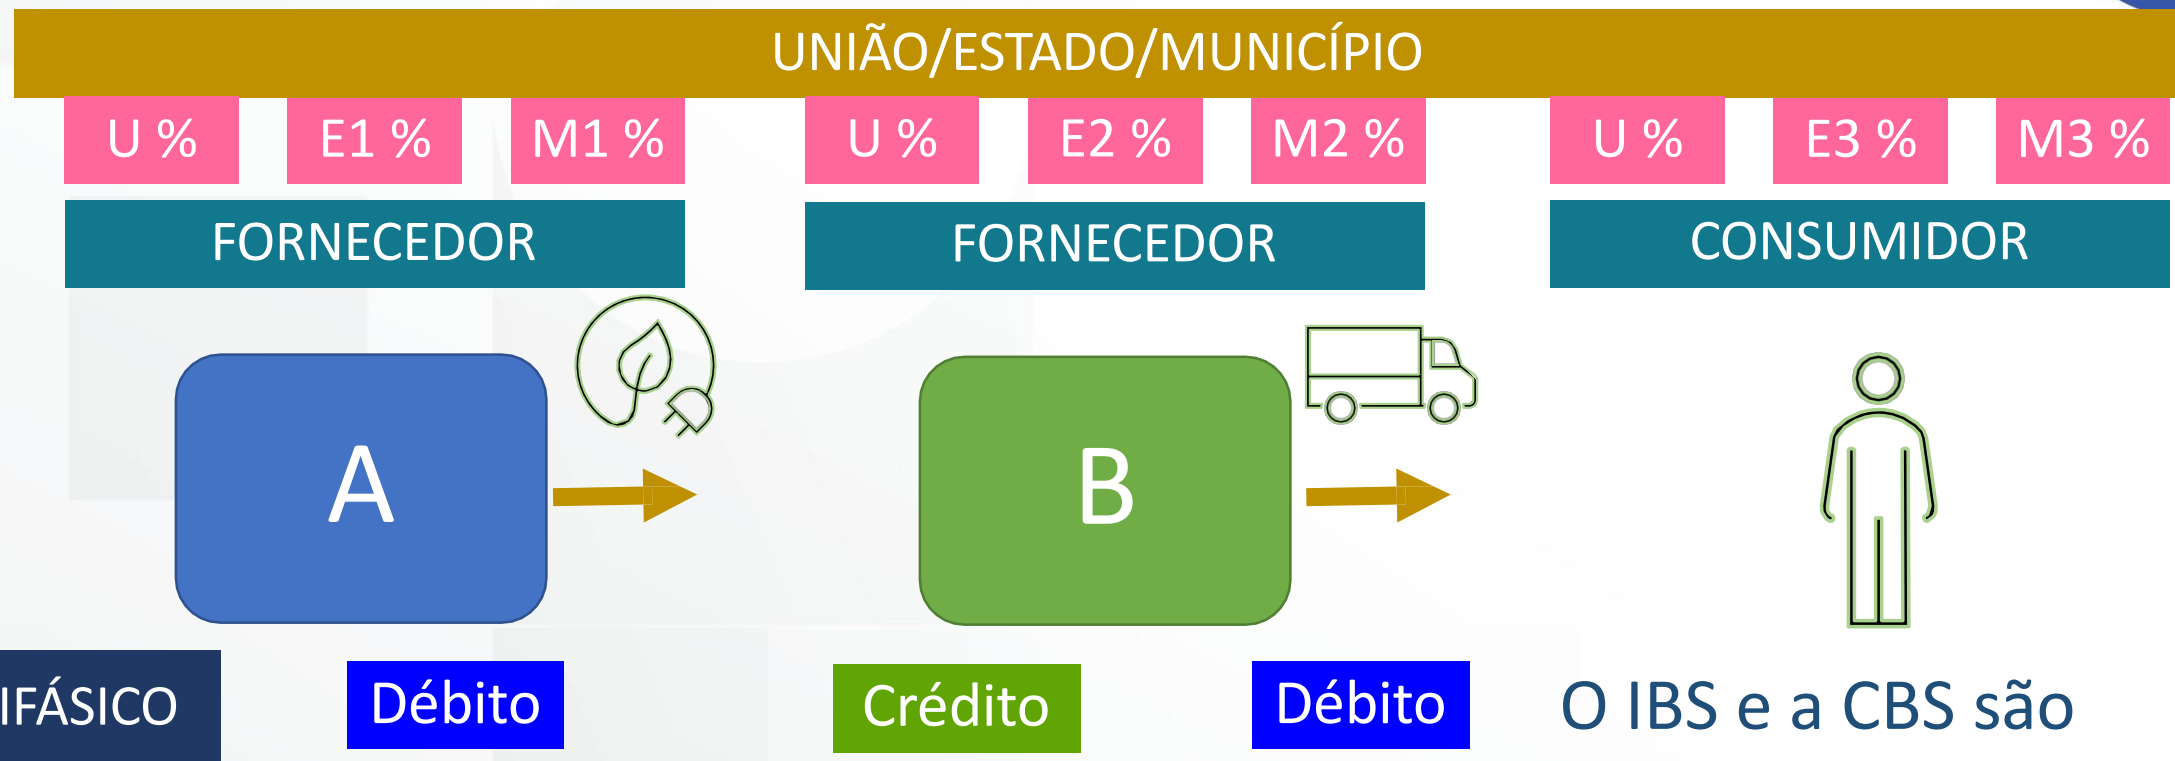 UNIÃO/ESTADO/MUNICÍPIO
U % E1 % M1 % U % E2 % M2 % U % E3 % M3 %
FORNECEDOR FORNECEDOR CONSUMIDOR
A B
IFÁSICO Débito Crédito Débito O IBS e a CBS são